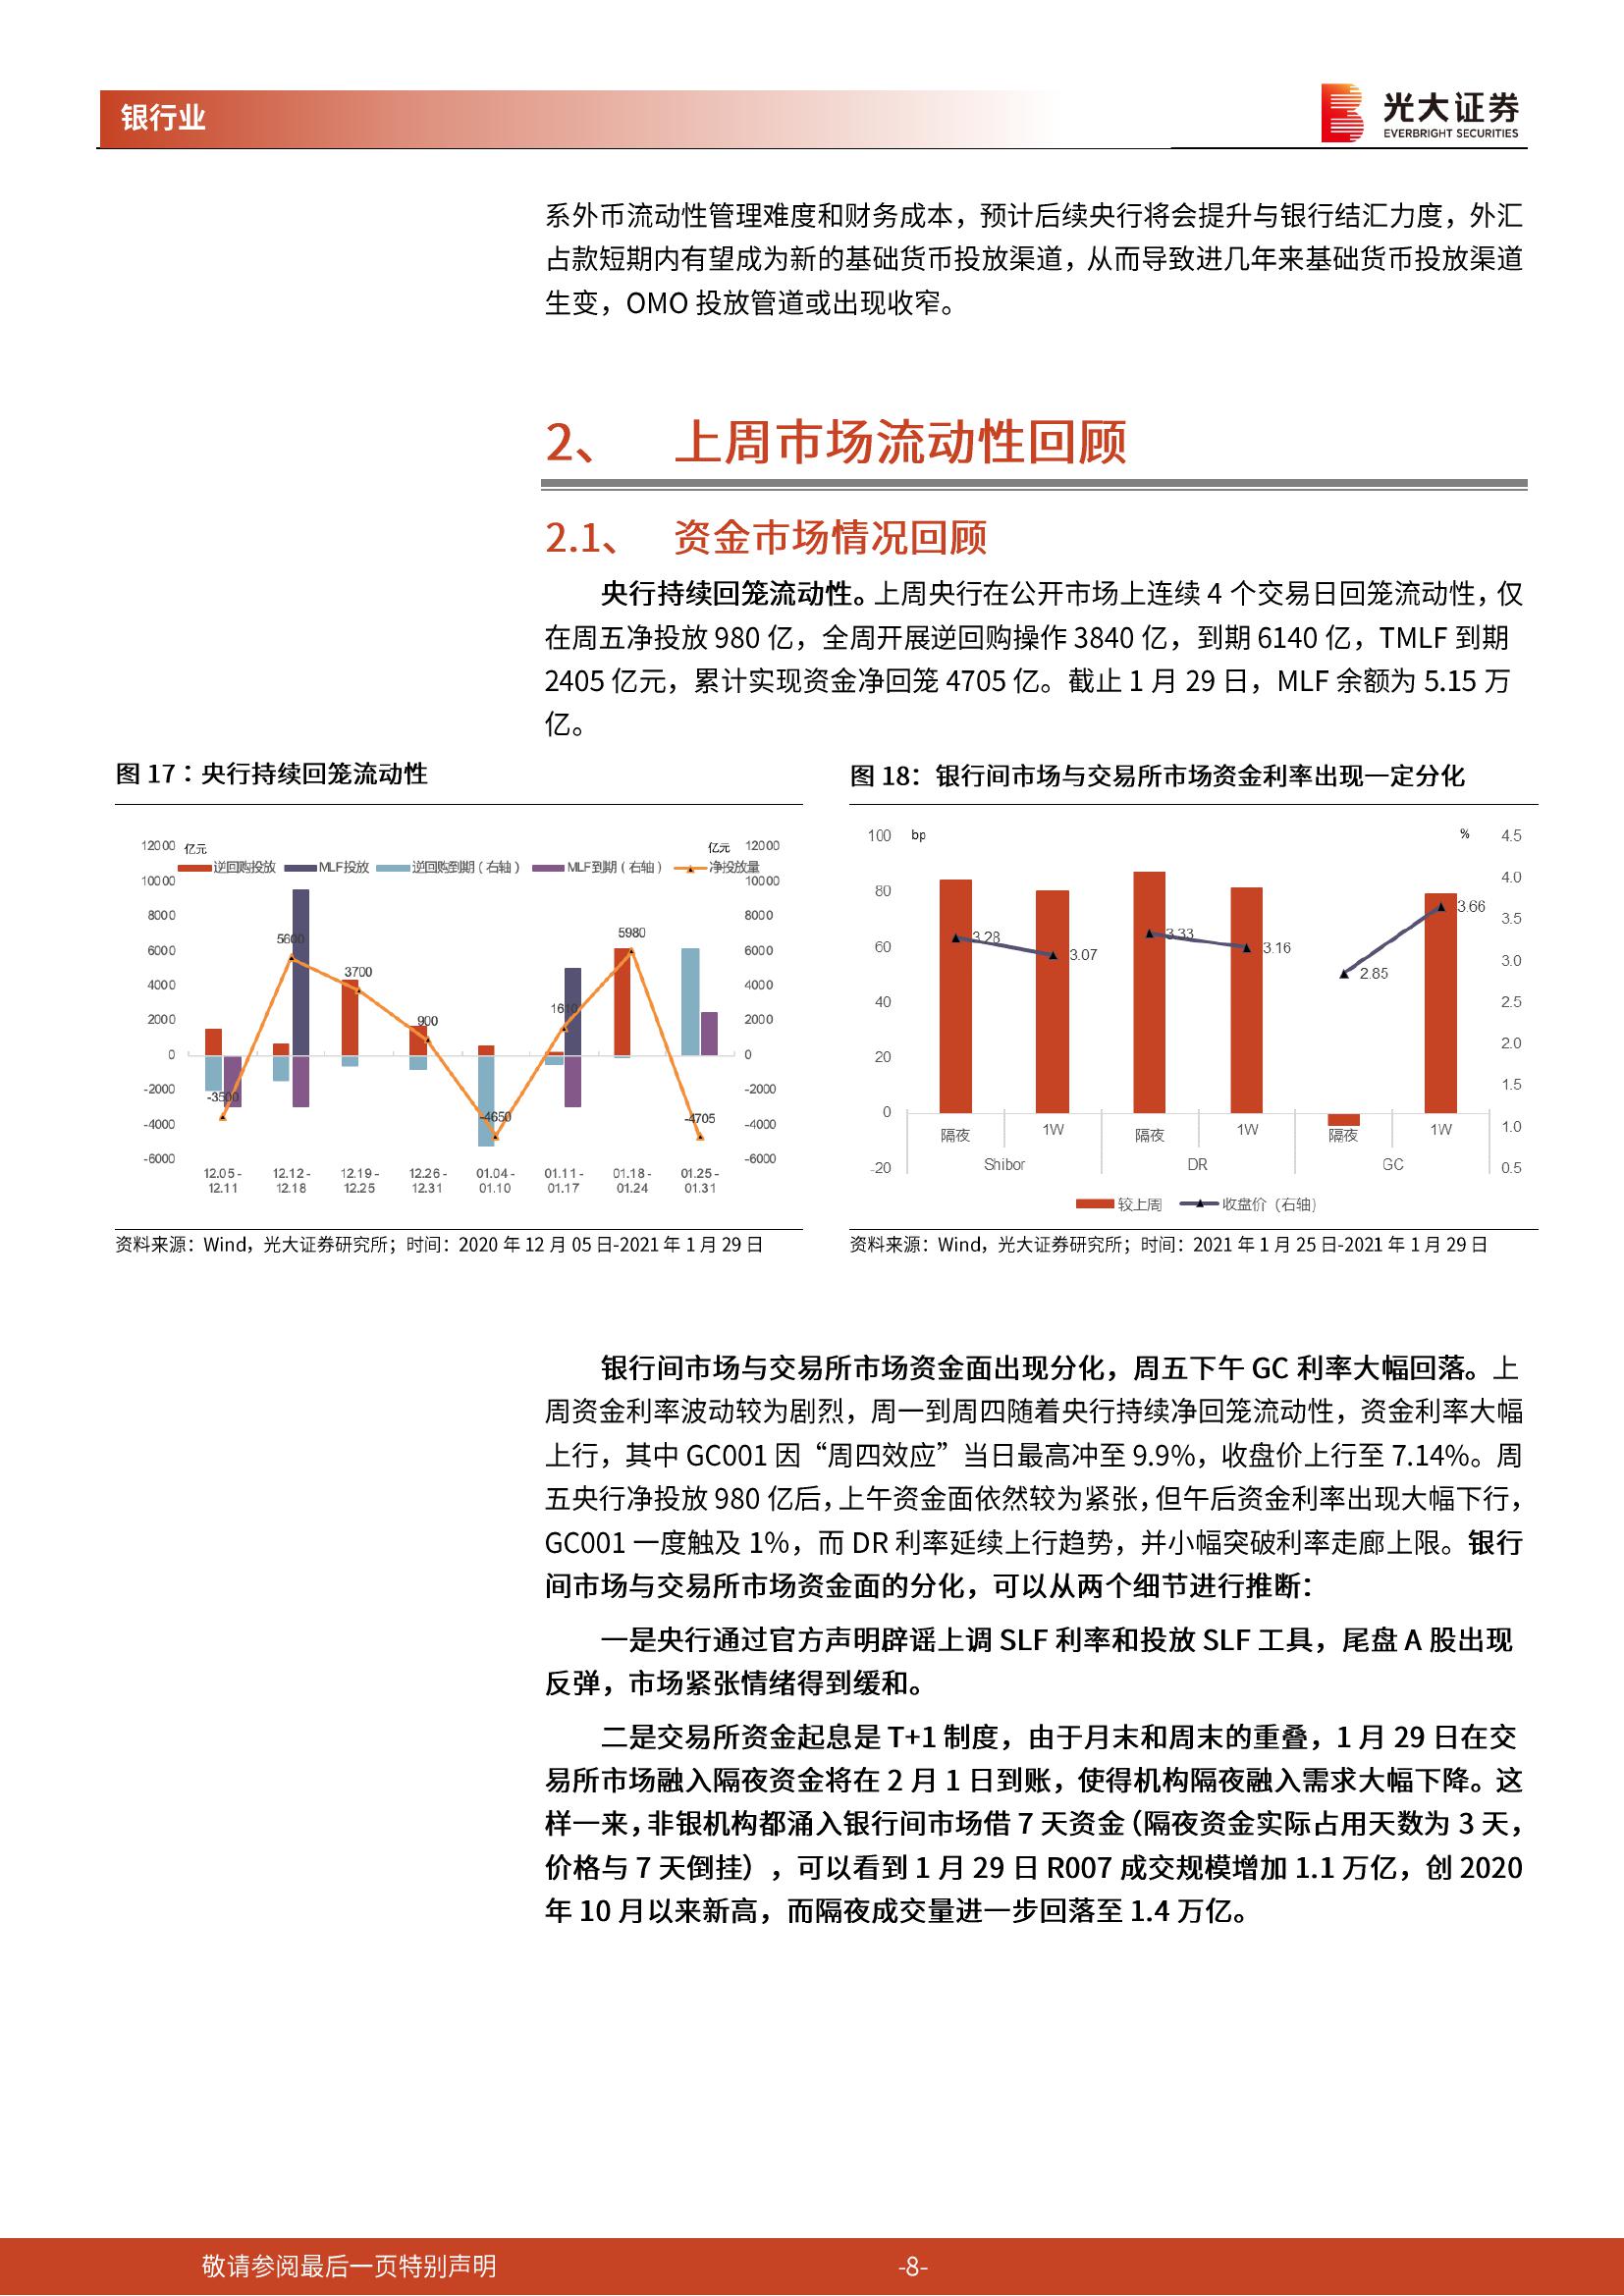 银行业
光大证券
EVERBRIGHT SECURITIES
系外币流动性管理难度和财务成本，预计后续央行将会提升与银行结汇力度，外汇
占款短期内有望成为新的基础货币投放渠道，从而导致进几年来基础货币投放渠道
生变，OMO 投放管道或出现收窄。
2、 上周市场流动性回顾
2.1、 资金市场情况回顾
央行持续回笼流动性。上周央行在公开市场上连续 4 个交易日回笼流动性，仅
在周五净投放 980 亿，全周开展逆回购操作 3840 亿，到期 6140 亿，TMLF 到期
2405 亿元，累计实现资金净回笼 4705 亿。截止 1 月 29 日，MLF 余额为 5.15 万
亿。
图 17：央行持续回笼流动性
12000 亿元 亿元 12000
逆回购投放 MLF投放 逆回购到期（右轴） MLF到期（右轴） 净投放量
10000 10000
8000 8000
6000 6000
4000 4000
2000 2000
0 0
-2000 -2000
-4000 -4000
-6000 -6000
-3500 5600 3700 900 -4650 1610 5980 -4705
12.05- 12.12- 12.19- 12.26- 01.04- 01.11- 01.18- 01.25-
12.11 12.18 12.25 12.31 01.10 01.17 01.24 01.31
资料来源：Wind，光大证券研究所；时间：2020 年 12 月 05 日-2021 年 1 月 29 日
图 18：银行间市场与交易所市场资金利率出现一定分化
100 bp % 4.5
4.0
80
3.5
60
3.0
40
2.5
2.0
20
1.5
0
1.0
-20 0.5
3.28 3.07 3.33 3.16 2.85 3.66
隔夜 1W 隔夜 1W 隔夜 1W
Shibor DR GC
较上周 收盘价（右轴）
资料来源：Wind，光大证券研究所；时间：2021 年 1 月 25 日-2021 年 1 月 29 日
银行间市场与交易所市场资金面出现分化，周五下午 GC 利率大幅回落。上
周资金利率波动较为剧烈，周一到周四随着央行持续净回笼流动性，资金利率大幅
上行，其中 GC001 因“周四效应”当日最高冲至 9.9%，收盘价上行至 7.14%。周
五央行净投放 980 亿后，上午资金面依然较为紧张，但午后资金利率出现大幅下行，
GC001 一度触及 1%，而 DR 利率延续上行趋势，并小幅突破利率走廊上限。银行
间市场与交易所市场资金面的分化，可以从两个细节进行推断：
一是央行通过官方声明辟谣上调 SLF 利率和投放 SLF 工具，尾盘 A 股出现
反弹，市场紧张情绪得到缓和。
二是交易所资金起息是 T+1 制度，由于月末和周末的重叠，1 月 29 日在交
易所市场融入隔夜资金将在 2 月 1 日到账，使得机构隔夜融入需求大幅下降。这
样一来，非银机构都涌入银行间市场借 7 天资金（隔夜资金实际占用天数为 3 天，
价格与 7 天倒挂），可以看到 1 月 29 日 R007 成交规模增加 1.1 万亿，创 2020
年 10 月以来新高，而隔夜成交量进一步回落至 1.4 万亿。
敬请参阅最后一页特别声明 -8-